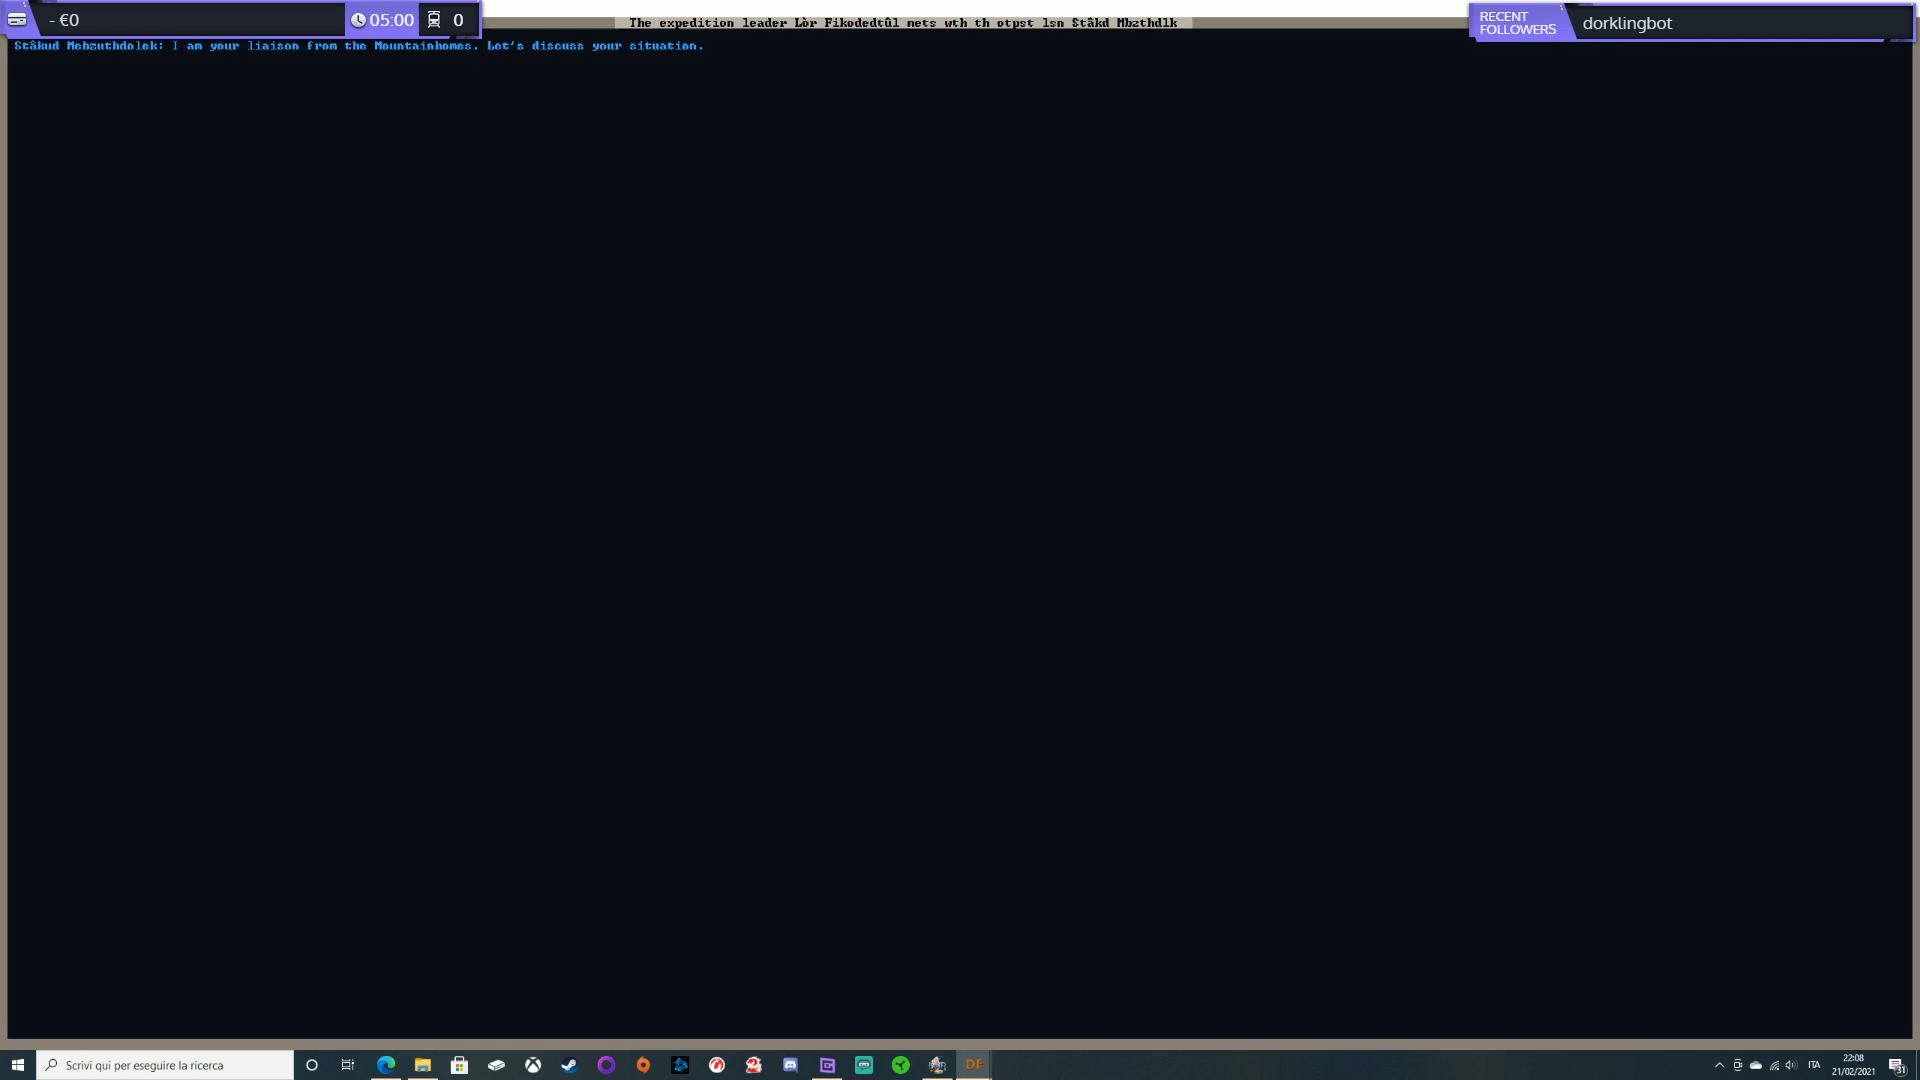 - €0
05:00
0
The expedition leader Lòr Fikodedtûl mets wth th otpst lsn Stâkd Mbzthdlk
RECENT
FOLLOWERS
dorklingbot
Stâkud Mebzuthdolek: I am your liaison from the Mountainhomes. Let's discuss your situation.
Scrivi qui per eseguire la ricerca
DF
ITA
22:08
21/02/2021
31